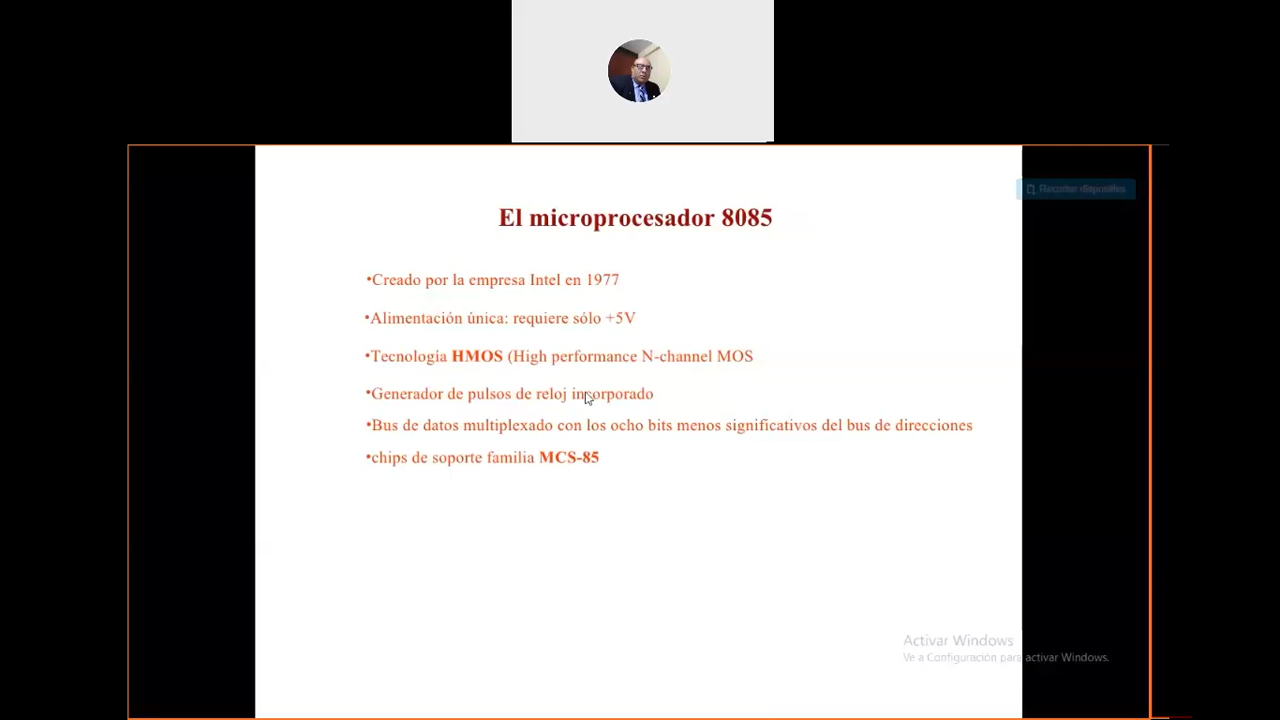 Recortar diapositiva
El microprocesador 8085
•Creado por la empresa Intel en 1977
•Alimentación única: requiere sólo +5V
•Tecnología HMOS (High performance N-channel MOS
•Generador de pulsos de reloj incorporado
•Bus de datos multiplexado con los ocho bits menos significativos del bus de direcciones
•chips de soporte familia MCS-85
Activar Windows
Ve a Configuración para activar Windows.